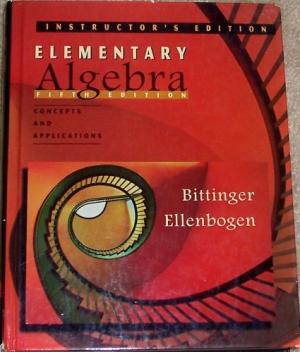 INSTRUCTOR'S EDITION
ELEMENTARY
Algebra
FIFTH EDITION
CONCEPTS
AND
APPLICATIONS
Bittinger
Ellenbogen